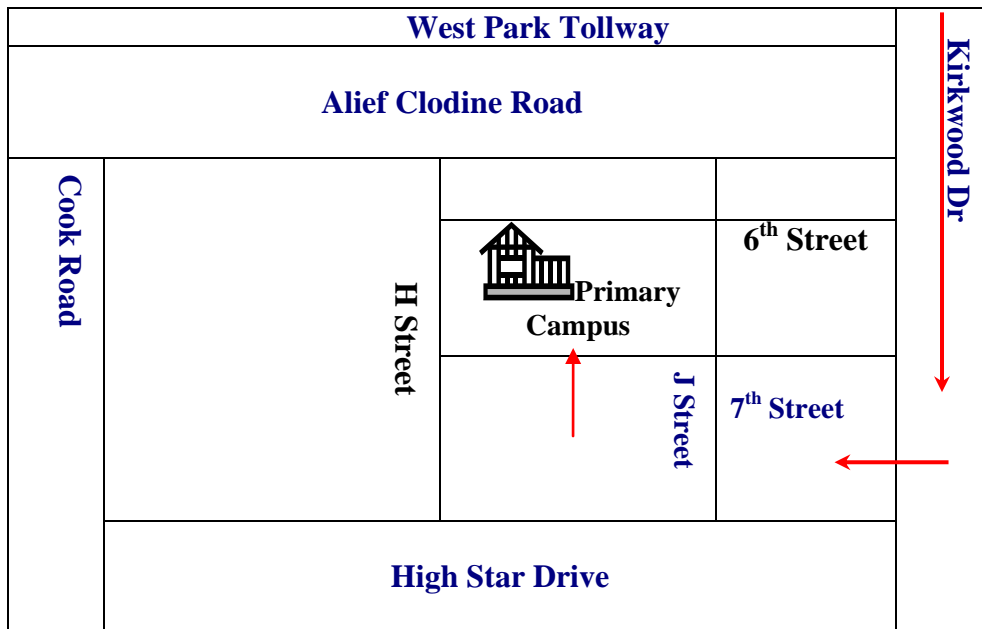 West Park Tollway
Kirkwood Dr
Alief Clodine Road
Cook Road
6th Street
H Street
Primary
Campus
J Street
7th Street
High Star Drive